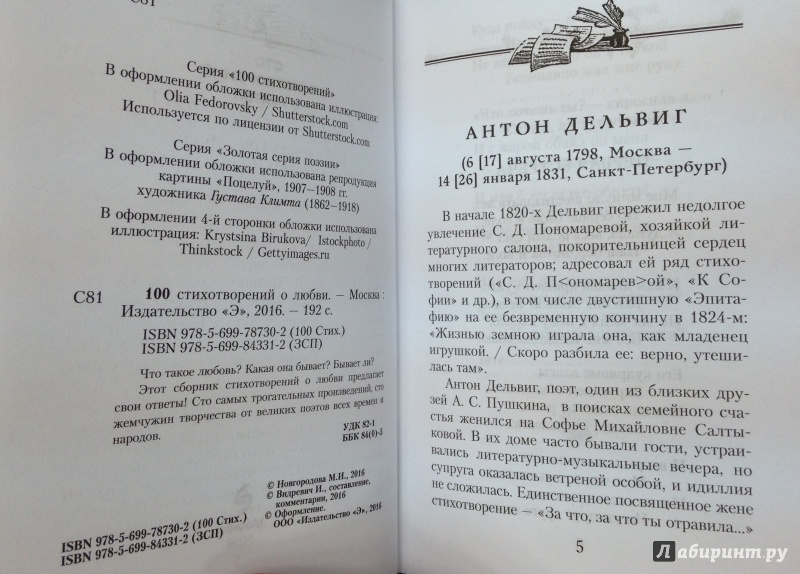 С81
Серия «100 стихотворений»
В оформлении обложки использована иллюстрация:
Olia Fedorovsky / Shutterstock.com
Используется по лицензии от Shutterstock.com
Серия «Золотая серия поэзии»
В оформлении обложки использована репродукция
картины «Поцелуй», 1907–1908 гг.
художника Густава Климта (1862–1918)
В оформлении 4-й сторонки обложки использована
иллюстрация: Krystsina Birukova/ Istockphoto /
Thinkstock / Gettyimages.ru
С81
100 стихотворений о любви. – Москва :
Издательство «Э», 2016. – 192 с.
ISBN 978-5-699-78730-2 (100 Стих.)
ISBN 978-5-699-84331-2 (ЗСП)
Что такое любовь? Какая она бывает? Бывает ли?
Этот сборник стихотворений о любви предлагает
свои ответы! Сто самых трогательных произведений, сто
жемчужин творчества от великих поэтов всех времен и
народов.
УДК 82-1
ББК 84(0)-5
© Новгородова М.И., 2016
© Видревич И., составление,
комментарии, 2016
© Оформление.
ООО «Издательство «Э», 2016
ISBN 978-5-699-78730-2 (100 Стих.)
ISBN 978-5-699-84331-2 (ЗСП)
АНТОН ДЕЛЬВИГ
(6 [17] августа 1798, Москва —
14 [26] января 1831, Санкт-Петербург)
В начале 1820-х Дельвиг пережил недолгое
увлечение С. Д. Пономаревой, хозяйкой ли-
тературного салона, покорительницей сердец
многих литераторов; адресовал ей ряд стихо-
творений («С. Д. П<ономарев>ой», «К Со-
фии» и др.), в том числе двустишную «Эпита-
фию» на ее безвременную кончину в 1824-м:
«Жизнью земною играла она, как младенец
игрушкой. / Скоро разбила ее: верно, утеши-
лась там».
Антон Дельвиг, поэт, один из близких дру-
зей А. С. Пушкина, в поисках семейного сча-
стья женился на Софье Михайловне Салты-
ковой. В их доме часто бывали гости, устраи-
вались литературно-музыкальные вечера, но
супруга оказалась ветреной особой, и идиллия
не сложилась. Единственное посвященное жене
стихотворение – «За что, за что ты отравила...»
5
Лабиринт.ру